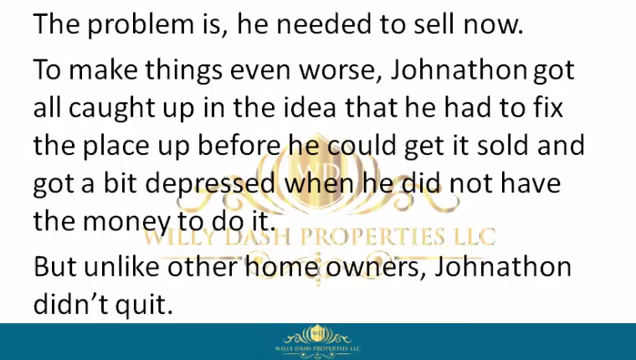 The problem is, he needed to sell now.
To make things even worse, Johnathon got
all caught up in the idea that he had to fix
the place up before he could get it sold and
got a bit depressed when he did not have
the money to do it.
WILLY DASH PROPERTIES LLC
But unlike other home owners, Johnathon
didn’t quit.
WILLY DASH PROPERTIES LLC